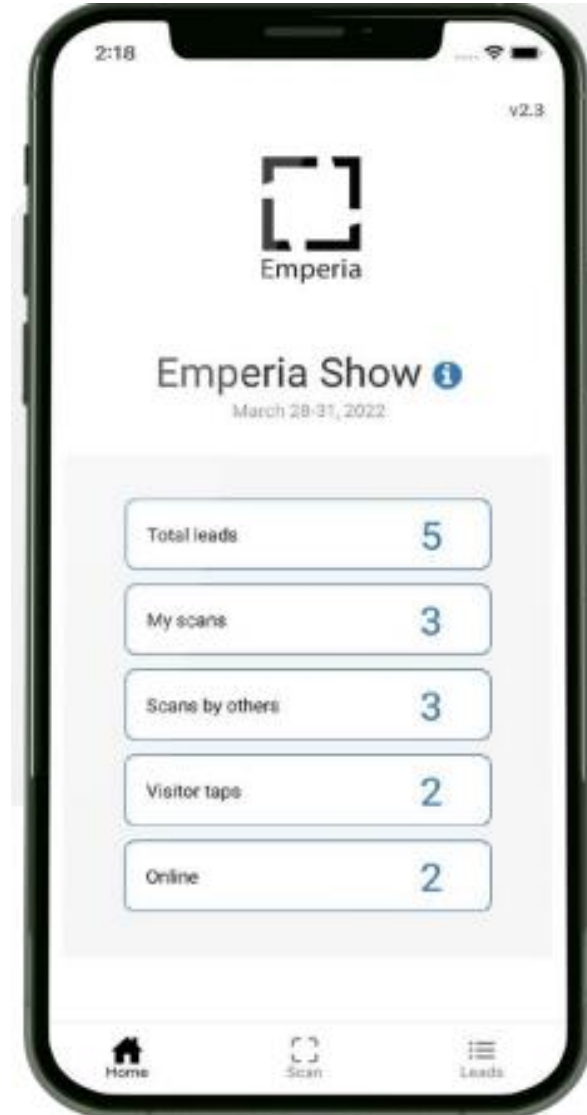 2:18
v2.3
Emperia
Emperia Show
March 28-31, 2022
Total leads 5
My scans 3
Scans by others 3
Visitor taps 2
Online 2
Home Scan Leads